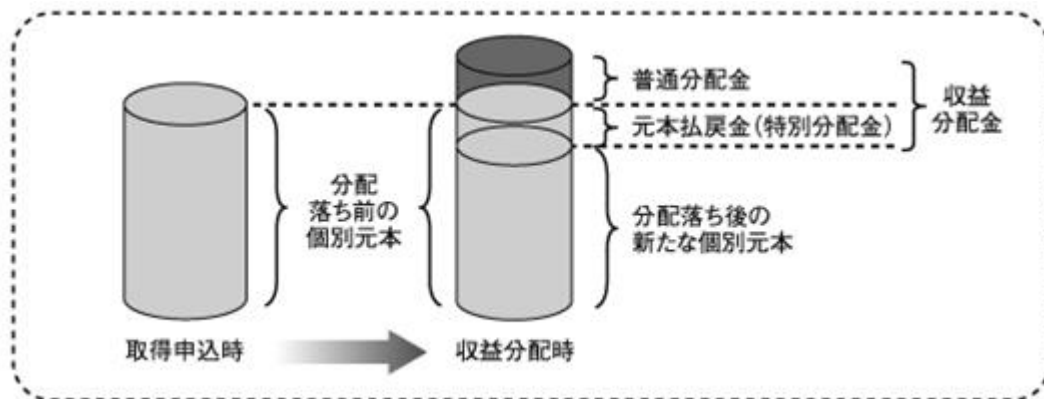 普通分配金
収益
分配金
元本払戻金（特別分配金）
分配
落ち前の
個別元本
分配落ち後の
新たな個別元本
取得申込時
収益分配時